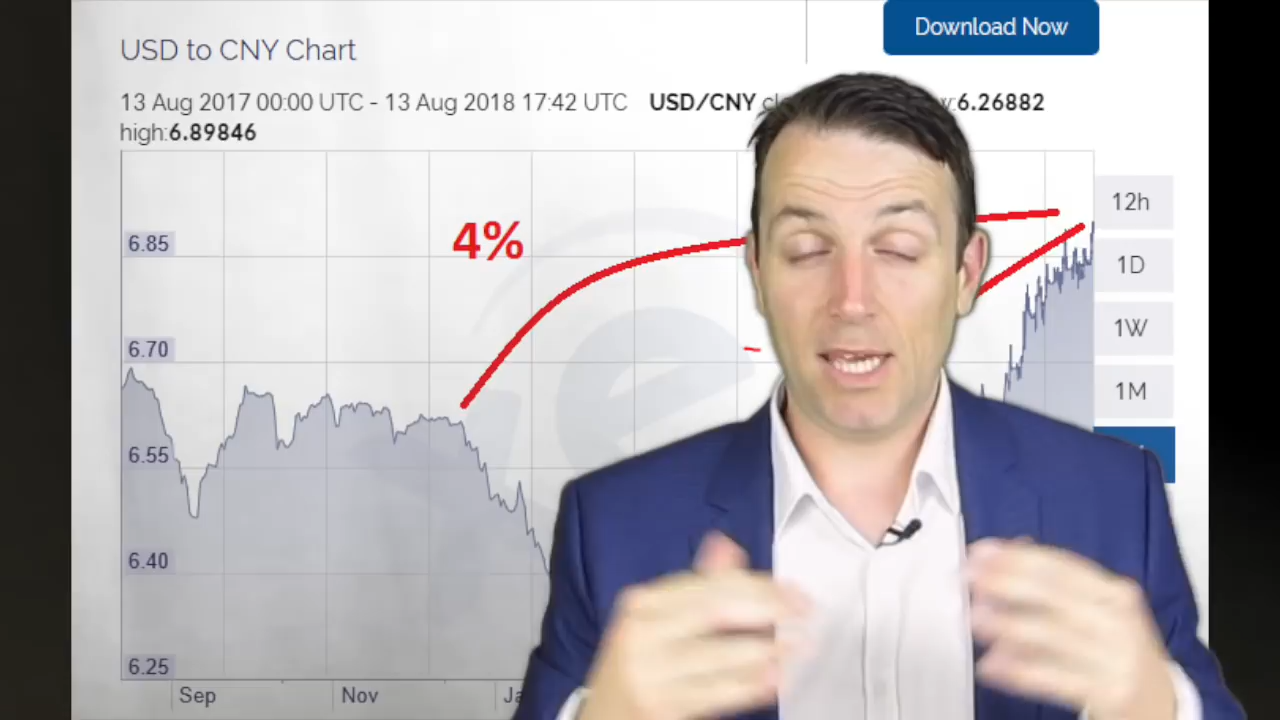 Download Now
USD to CNY Chart
13 Aug 2017 00:00 UTC - 13 Aug 2018 17:42 UTC USD/CNY 6.26882
high:6.89846
12h
4%
6.85
1D
1W
6.70
1M
6.55
6.40
6.25
Sep Nov